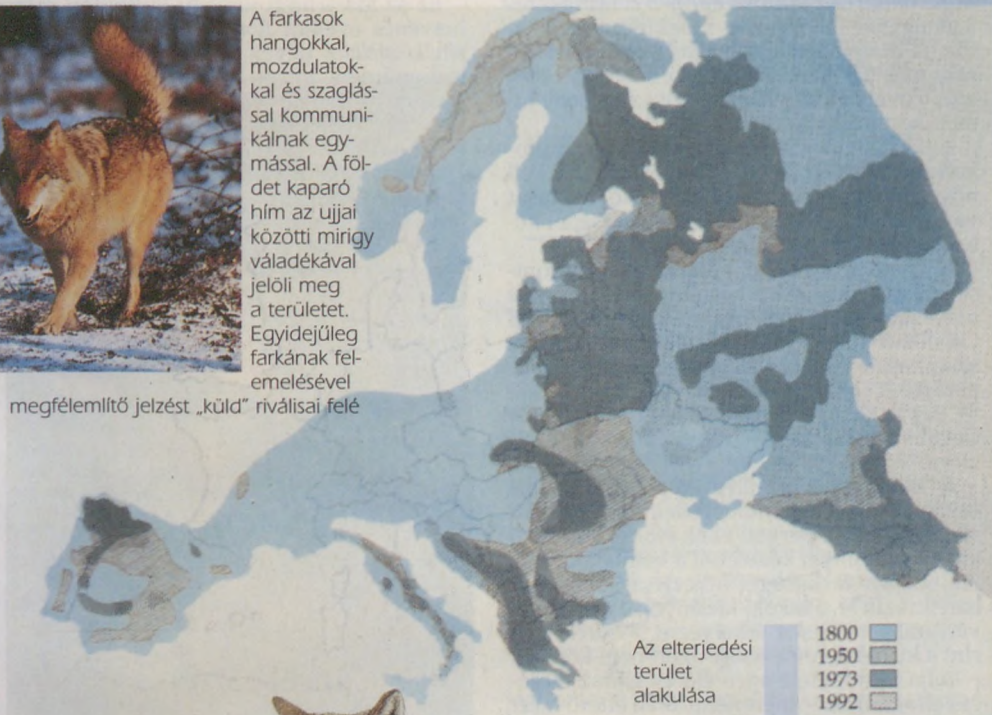 A farkasok
hangokkal,
mozdulatok-
kal és szaglás-
sal kommuni-
kálnak egy-
mással. A föl-
det kaparó
hím az ujjai
közötti mirigy
váladékával
jelöli meg
a területet.
Egyidejűleg
farkának fel-
emelésével
megfélemlítő jelzést „küld” riválisai felé
Az elterjedési
terület
alakulása
1800
1950
1973
1992